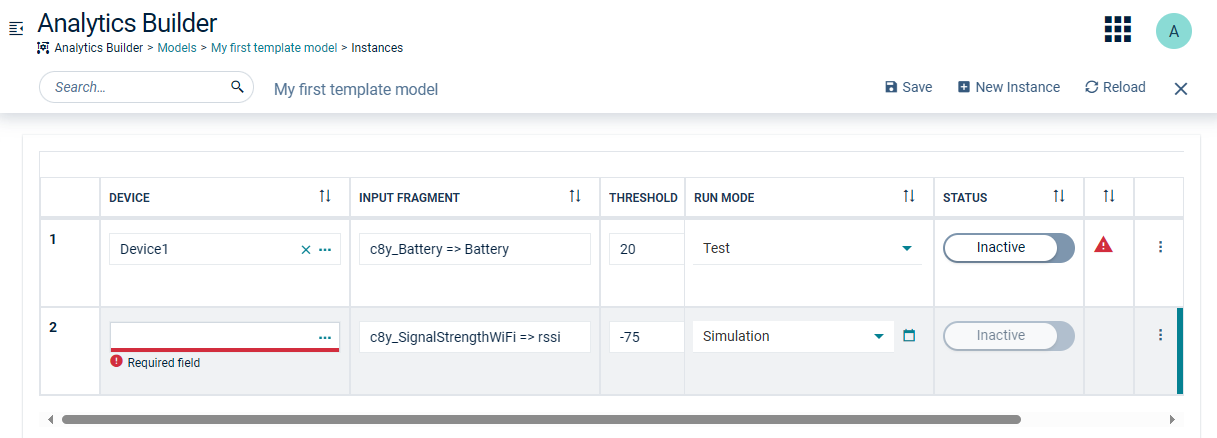 Analytics Builder
Analytics Builder > Models > My first template model > Instances
A
Search...
My first template model
Save
New Instance
Reload
DEVICE
INPUT FRAGMENT
THRESHOLD
RUN MODE
STATUS
1
Device1
c8y_Battery => Battery
20
Test
Inactive
2
c8y_SignalStrengthWiFi => rssi
-75
Simulation
Inactive
Required field